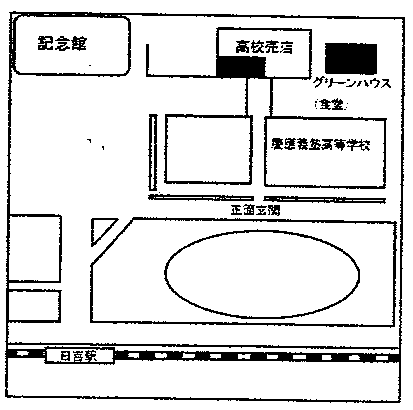 記念館
高校売店
グリーンハウス
(食堂)
慶應義塾高等学校
正面玄関
日吉駅